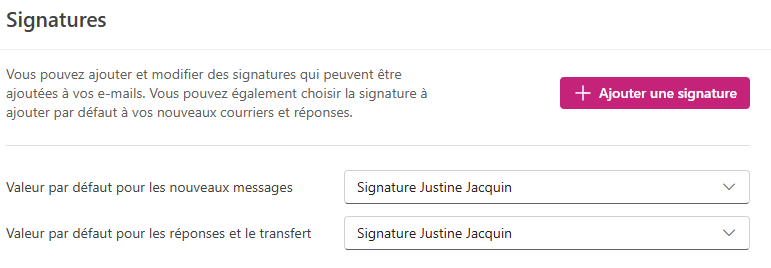 Signatures
Vous pouvez ajouter et modifier des signatures qui peuvent être
ajoutées à vos e-mails. Vous pouvez également choisir la signature à
ajouter par défaut à vos nouveaux courriers et réponses.
Ajouter une signature
Valeur par défaut pour les nouveaux messages
Signature Justine Jacquin
Valeur par défaut pour les réponses et le transfert
Signature Justine Jacquin